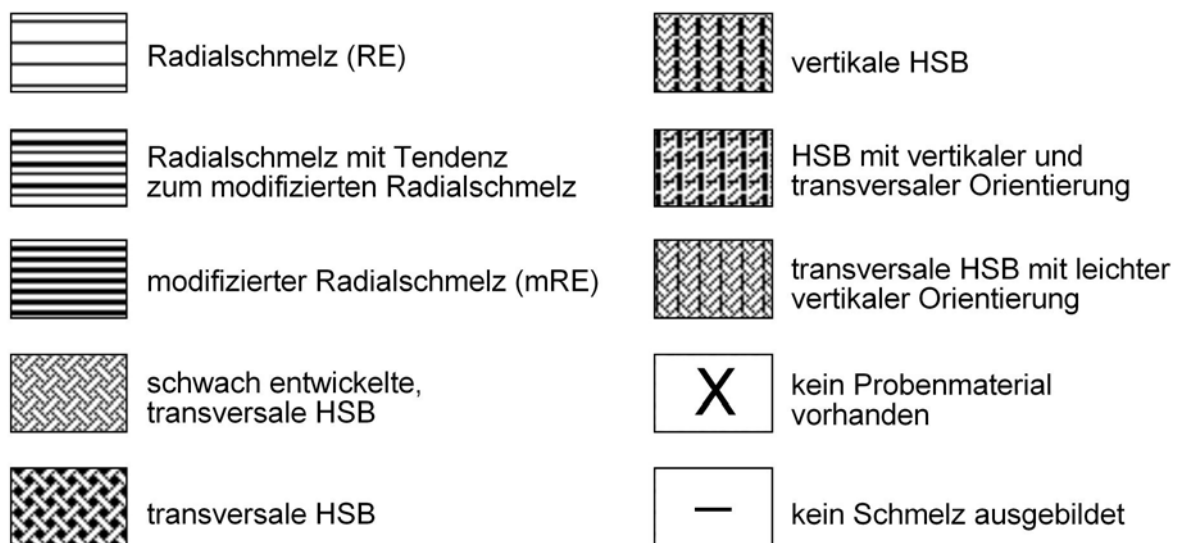 Radialschmelz (RE)
Radialschmelz mit Tendenz
zum modifizierten Radialschmelz
modifizierter Radialschmelz (mRE)
schwach entwickelte,
transversale HSB
transversale HSB
vertikale HSB
HSB mit vertikaler und
transversaler Orientierung
transversale HSB mit leichter
vertikaler Orientierung
X
kein Probenmaterial
vorhanden
–
kein Schmelz ausgebildet